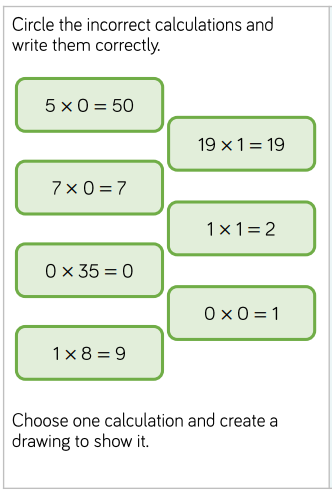 Circle the incorrect calculations and
write them correctly.
5 × 0 = 50
19 × 1 = 19
7 × 0 = 7
1 × 1 = 2
0 × 35 = 0
0 × 0 = 1
1 × 8 = 9
Choose one calculation and create a
drawing to show it.